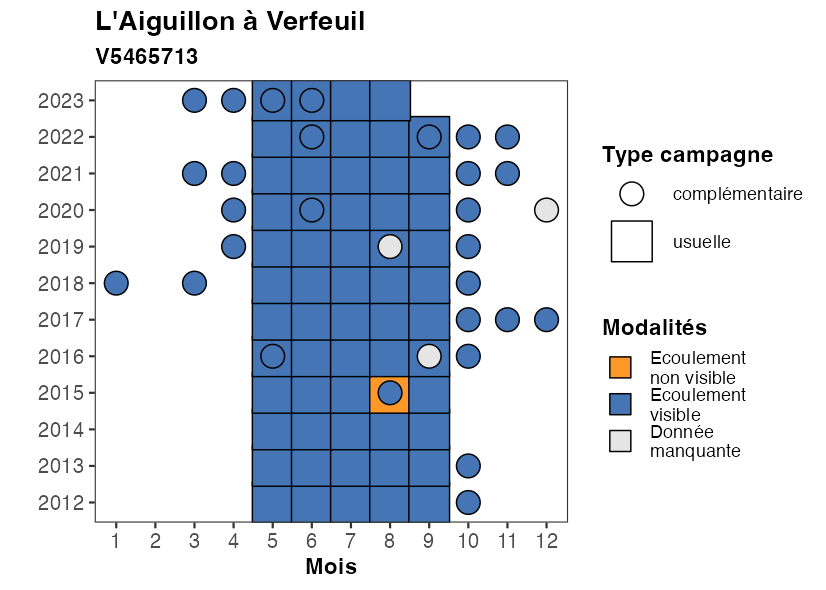 L'Aiguillon à Verfeuil
V5465713
2023
2022
2021
2020
2019
2018
2017
2016
2015
2014
2013
2012
1 2 3 4 5 6 7 8 9 10 11 12
Mois
Type campagne
complémentaire
usuelle
Modalités
Ecoulement
non visible
Ecoulement
visible
Donnée
manquante